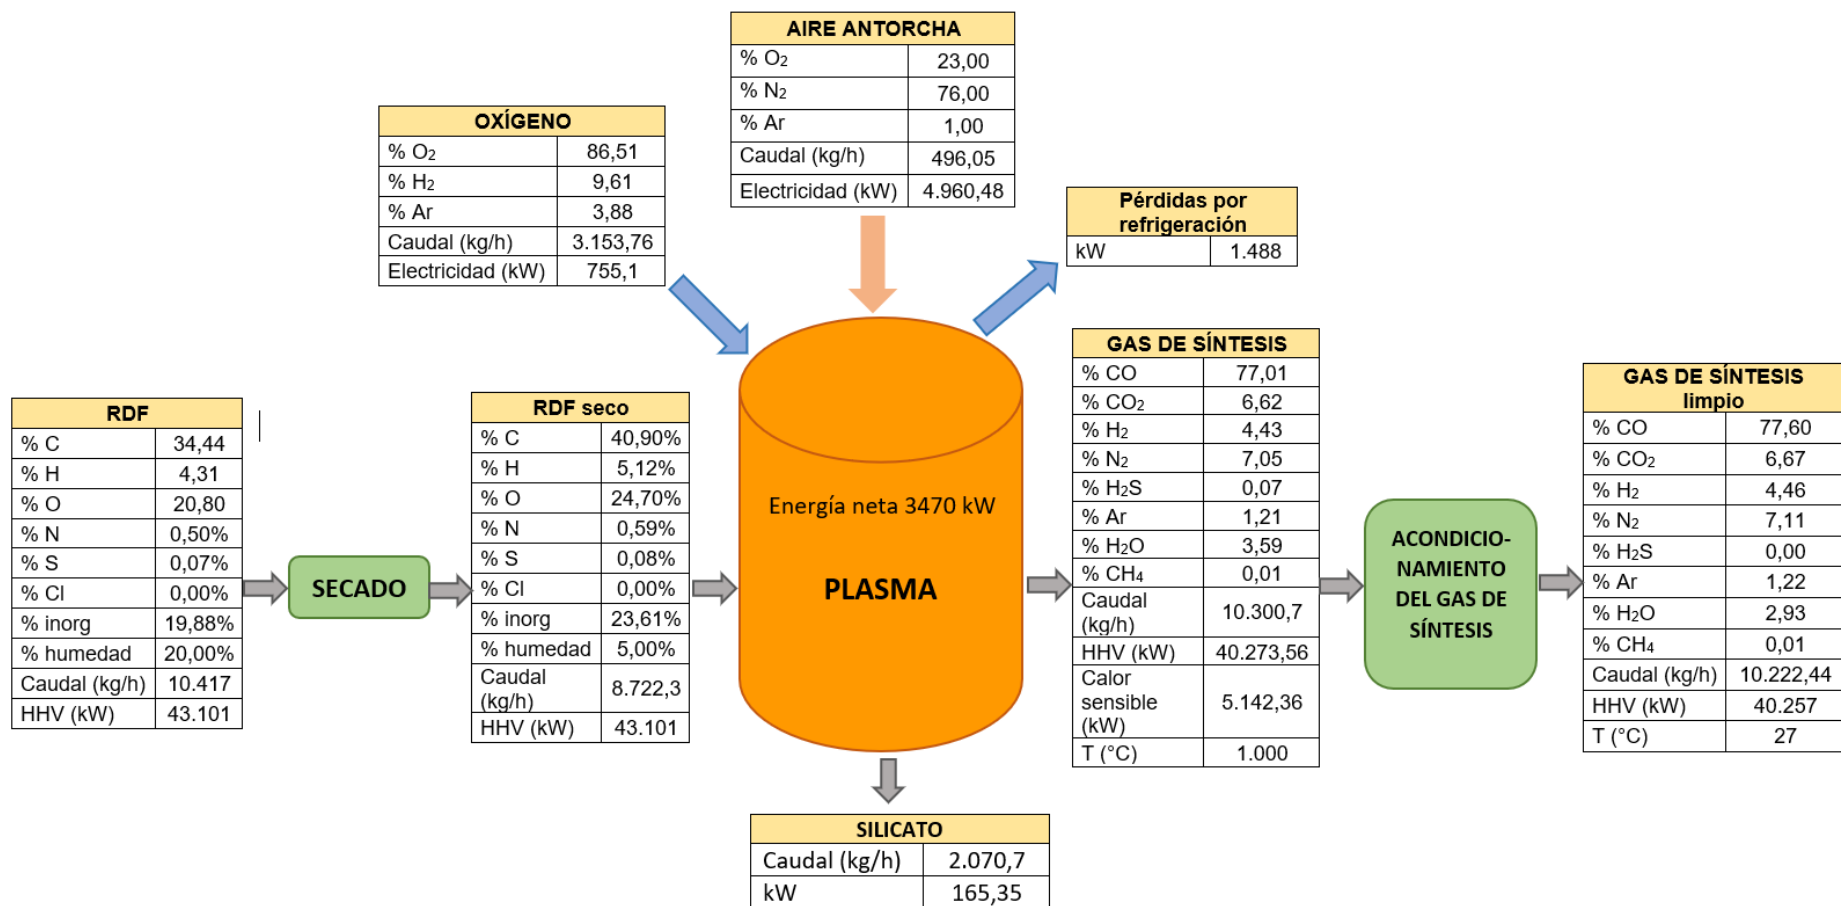 AIRE ANTORCHA
% O2 23,00
% N2 76,00
% Ar 1,00
Caudal (kg/h) 496,05
Electricidad (kW) 4.960,48
OXÍGENO
% O2 86,51
% H2 9,61
% Ar 3,88
Caudal (kg/h) 3.153,76
Electricidad (kW) 755,1
Pérdidas por
refrigeración
kW 1.488
RDF
% C 34,44
% H 4,31
% O 20,80
% N 0,50%
% S 0,07%
% Cl 0,00%
% inorg 19,88%
% humedad 20,00%
Caudal (kg/h) 10.417
HHV (kW) 43.101
SECADO
RDF seco
% C 40,90%
% H 5,12%
% O 24,70%
% N 0,59%
% S 0,08%
% Cl 0,00%
% inorg 23,61%
% humedad 5,00%
Caudal
(kg/h) 8.722,3
HHV (kW) 43.101
Energía neta 3470 kW
PLASMA
GAS DE SÍNTESIS
% CO 77,01
% CO2 6,62
% H2 4,43
% N2 7,05
% H2S 0,07
% Ar 1,21
% H2O 3,59
% CH4 0,01
Caudal
(kg/h) 10.300,7
HHV (kW) 40.273,56
Calor
sensible 5.142,36
(kW)
T (°C) 1.000
ACONDICIO-
NAMIENTO
DEL GAS DE
SÍNTESIS
GAS DE SÍNTESIS
limpio
% CO 77,60
% CO2 6,67
% H2 4,46
% N2 7,11
% H2S 0,00
% Ar 1,22
% H2O 2,93
% CH4 0,01
Caudal (kg/h) 10.222,44
HHV (kW) 40.257
T (°C) 27
SILICATO
Caudal (kg/h) 2.070,7
kW 165,35